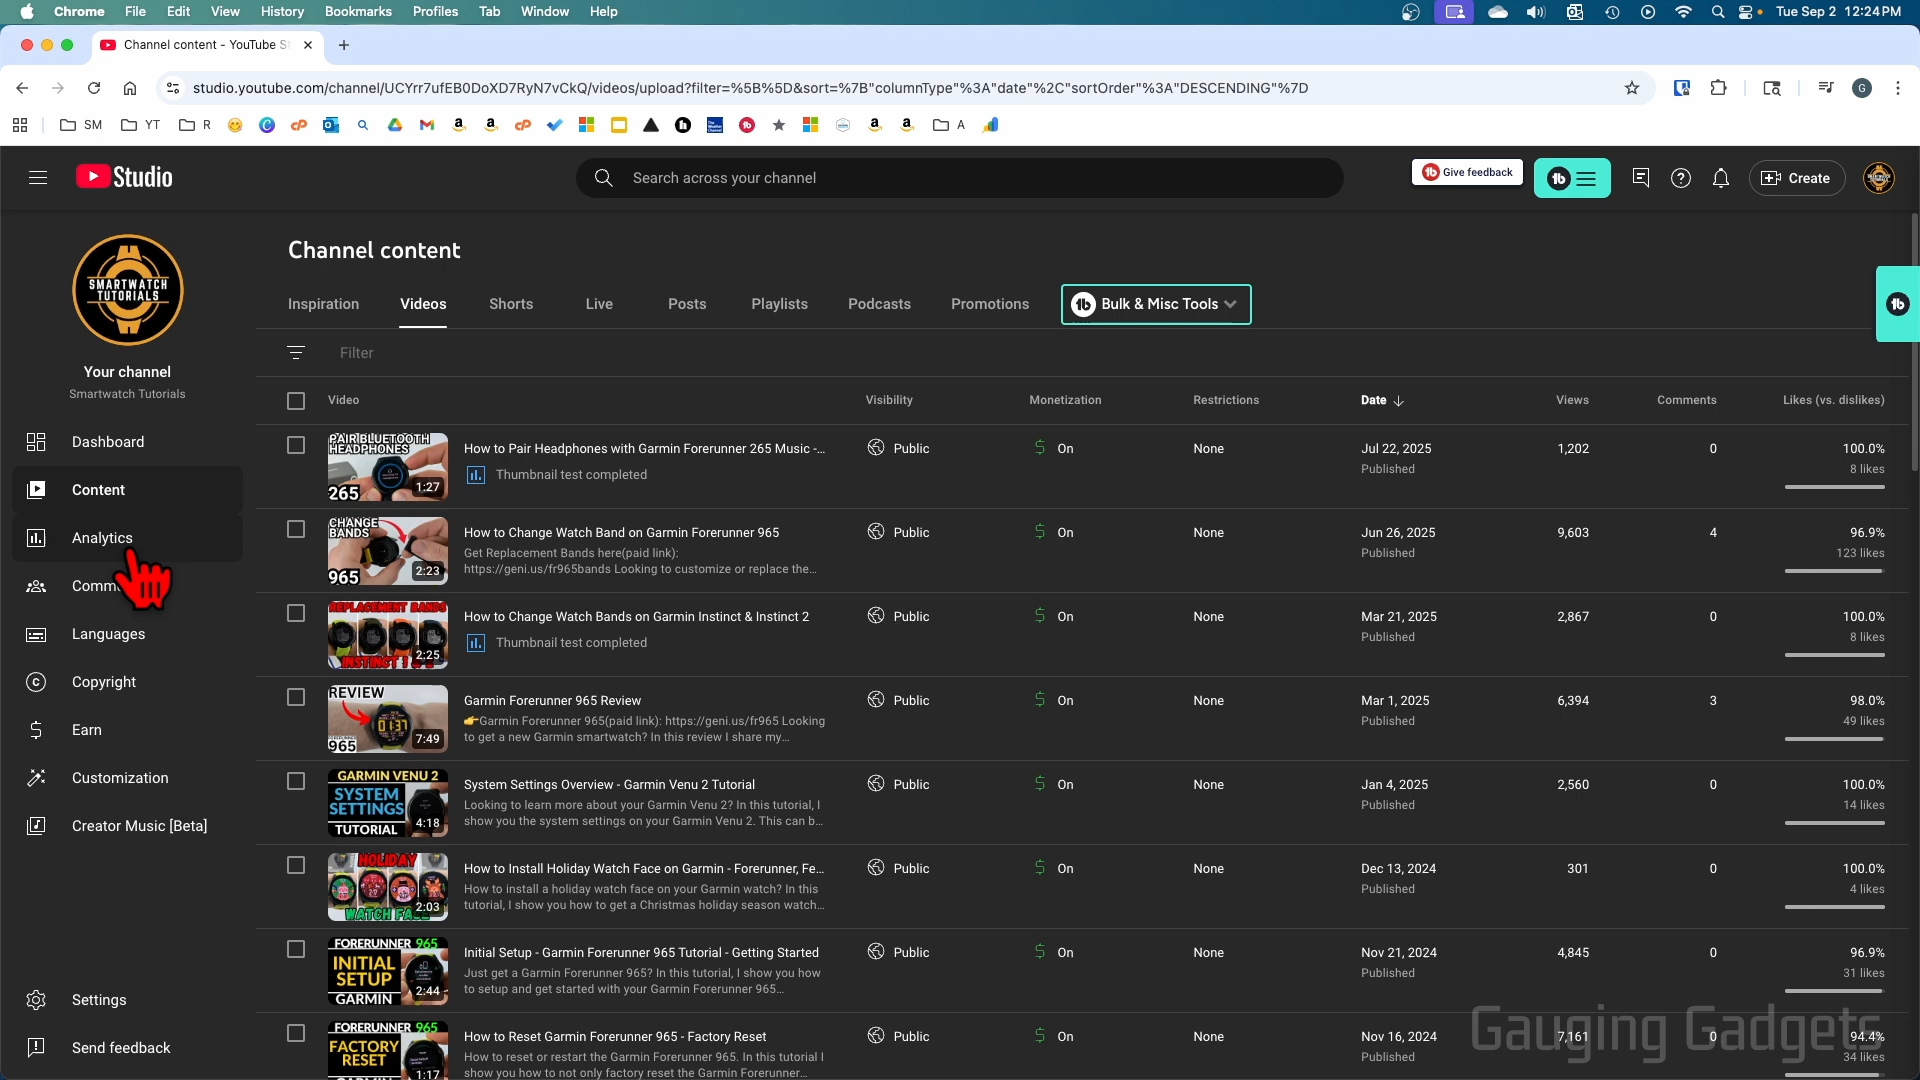 Chrome File Edit View History Bookmarks Profiles Tab Window Help
Tue Sep 2 12:24 PM
Channel content - YouTube S
studio.youtube.com/channel/UCYrr7ufEB0DoXD7RyN7vCkQ/videos/upload?filter=%5B%5D&sort=%7B"columnType"%3A"date"%2C"sortOrder"%3A"DESCENDING"%7D
G
SM YT R A
Studio
Search across your channel
Give feedback
Create
SMARTWATCH
TUTORIALS
Your channel
Smartwatch Tutorials
Dashboard
Content
Analytics
Languages
Copyright
Earn
Customization
Creator Music [Beta]
Settings
Send feedback
Channel content
Inspiration Videos Shorts Live Posts Playlists Podcasts Promotions
Bulk & Misc Tools
Filter
Video Visibility Monetization Restrictions Date Views Comments Likes (vs. dislikes)
PAIR BLUETOOTH
HEADPHONES
265
1:27
How to Pair Headphones with Garmin Forerunner 265 Music -...
Thumbnail test completed
Public On None Jul 22, 2025 1,202 0 100.0%
Published 8 likes
CHANGE
BANDS
965
2:23
How to Change Watch Band on Garmin Forerunner 965
Get Replacement Bands here(paid link):
https://geni.us/fr965bands Looking to customize or replace the...
Public On None Jun 26, 2025 9,603 4 96.9%
Published 123 likes
REPLACEMENT BANDS
2:25
How to Change Watch Bands on Garmin Instinct & Instinct 2
Thumbnail test completed
Public On None Mar 21, 2025 2,867 0 100.0%
Published 8 likes
REVIEW
01:37
965
7:49
Garmin Forerunner 965 Review
👉Garmin Forerunner 965(paid link): https://geni.us/fr965 Looking
to get a new Garmin smartwatch? In this review I share my...
Public On None Mar 1, 2025 6,394 3 98.0%
Published 49 likes
GARMIN VENU 2
SYSTEM
SETTINGS
TUTORIAL
4:18
System Settings Overview - Garmin Venu 2 Tutorial
Looking to learn more about your Garmin Venu 2? In this tutorial, I
show you the system settings on your Garmin Venu 2. This can b...
Public On None Jan 4, 2025 2,560 0 100.0%
Published 14 likes
HOLIDAY
WATCH FACE
2:03
How to Install Holiday Watch Face on Garmin - Forerunner, Fe...
How to install a holiday watch face on your Garmin watch? In this
tutorial, I show you how to get a Christmas holiday season watch...
Public On None Dec 13, 2024 301 0 100.0%
Published 4 likes
FORERUNNER 965
INITIAL
SETUP
GARMIN
2:44
Initial Setup - Garmin Forerunner 965 Tutorial - Getting Started
Just get a Garmin Forerunner 965? In this tutorial, I show you how
to setup and get started with your Garmin Forerunner 965...
Public On None Nov 21, 2024 4,845 0 96.9%
Published 31 likes
FORERUNNER 965
FACTORY
RESET
1:17
How to Reset Garmin Forerunner 965 - Factory Reset
How to reset or restart the Garmin Forerunner 965. In this tutorial I
show you how to not only factory reset the Garmin Forerunner...
Public On None Nov 16, 2024 7,161 94.4%
Published 34 likes
Gauging Gadgets